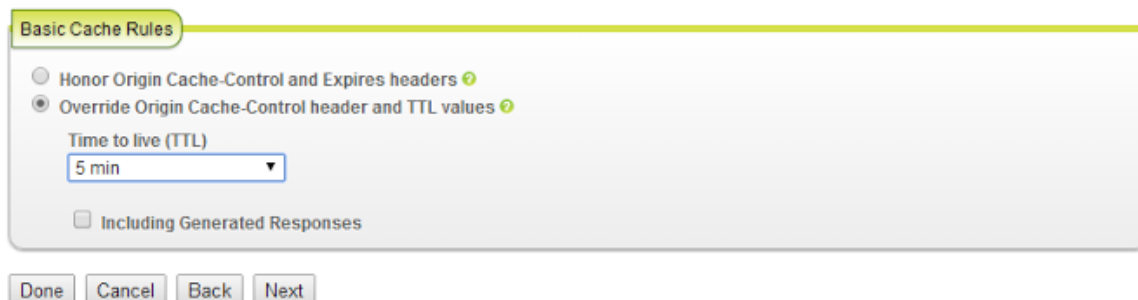 Basic Cache Rules
Honor Origin Cache-Control and Expires headers ?
Override Origin Cache-Control header and TTL values ?
Time to live (TTL)
5 min
Including Generated Responses
Done Cancel Back Next